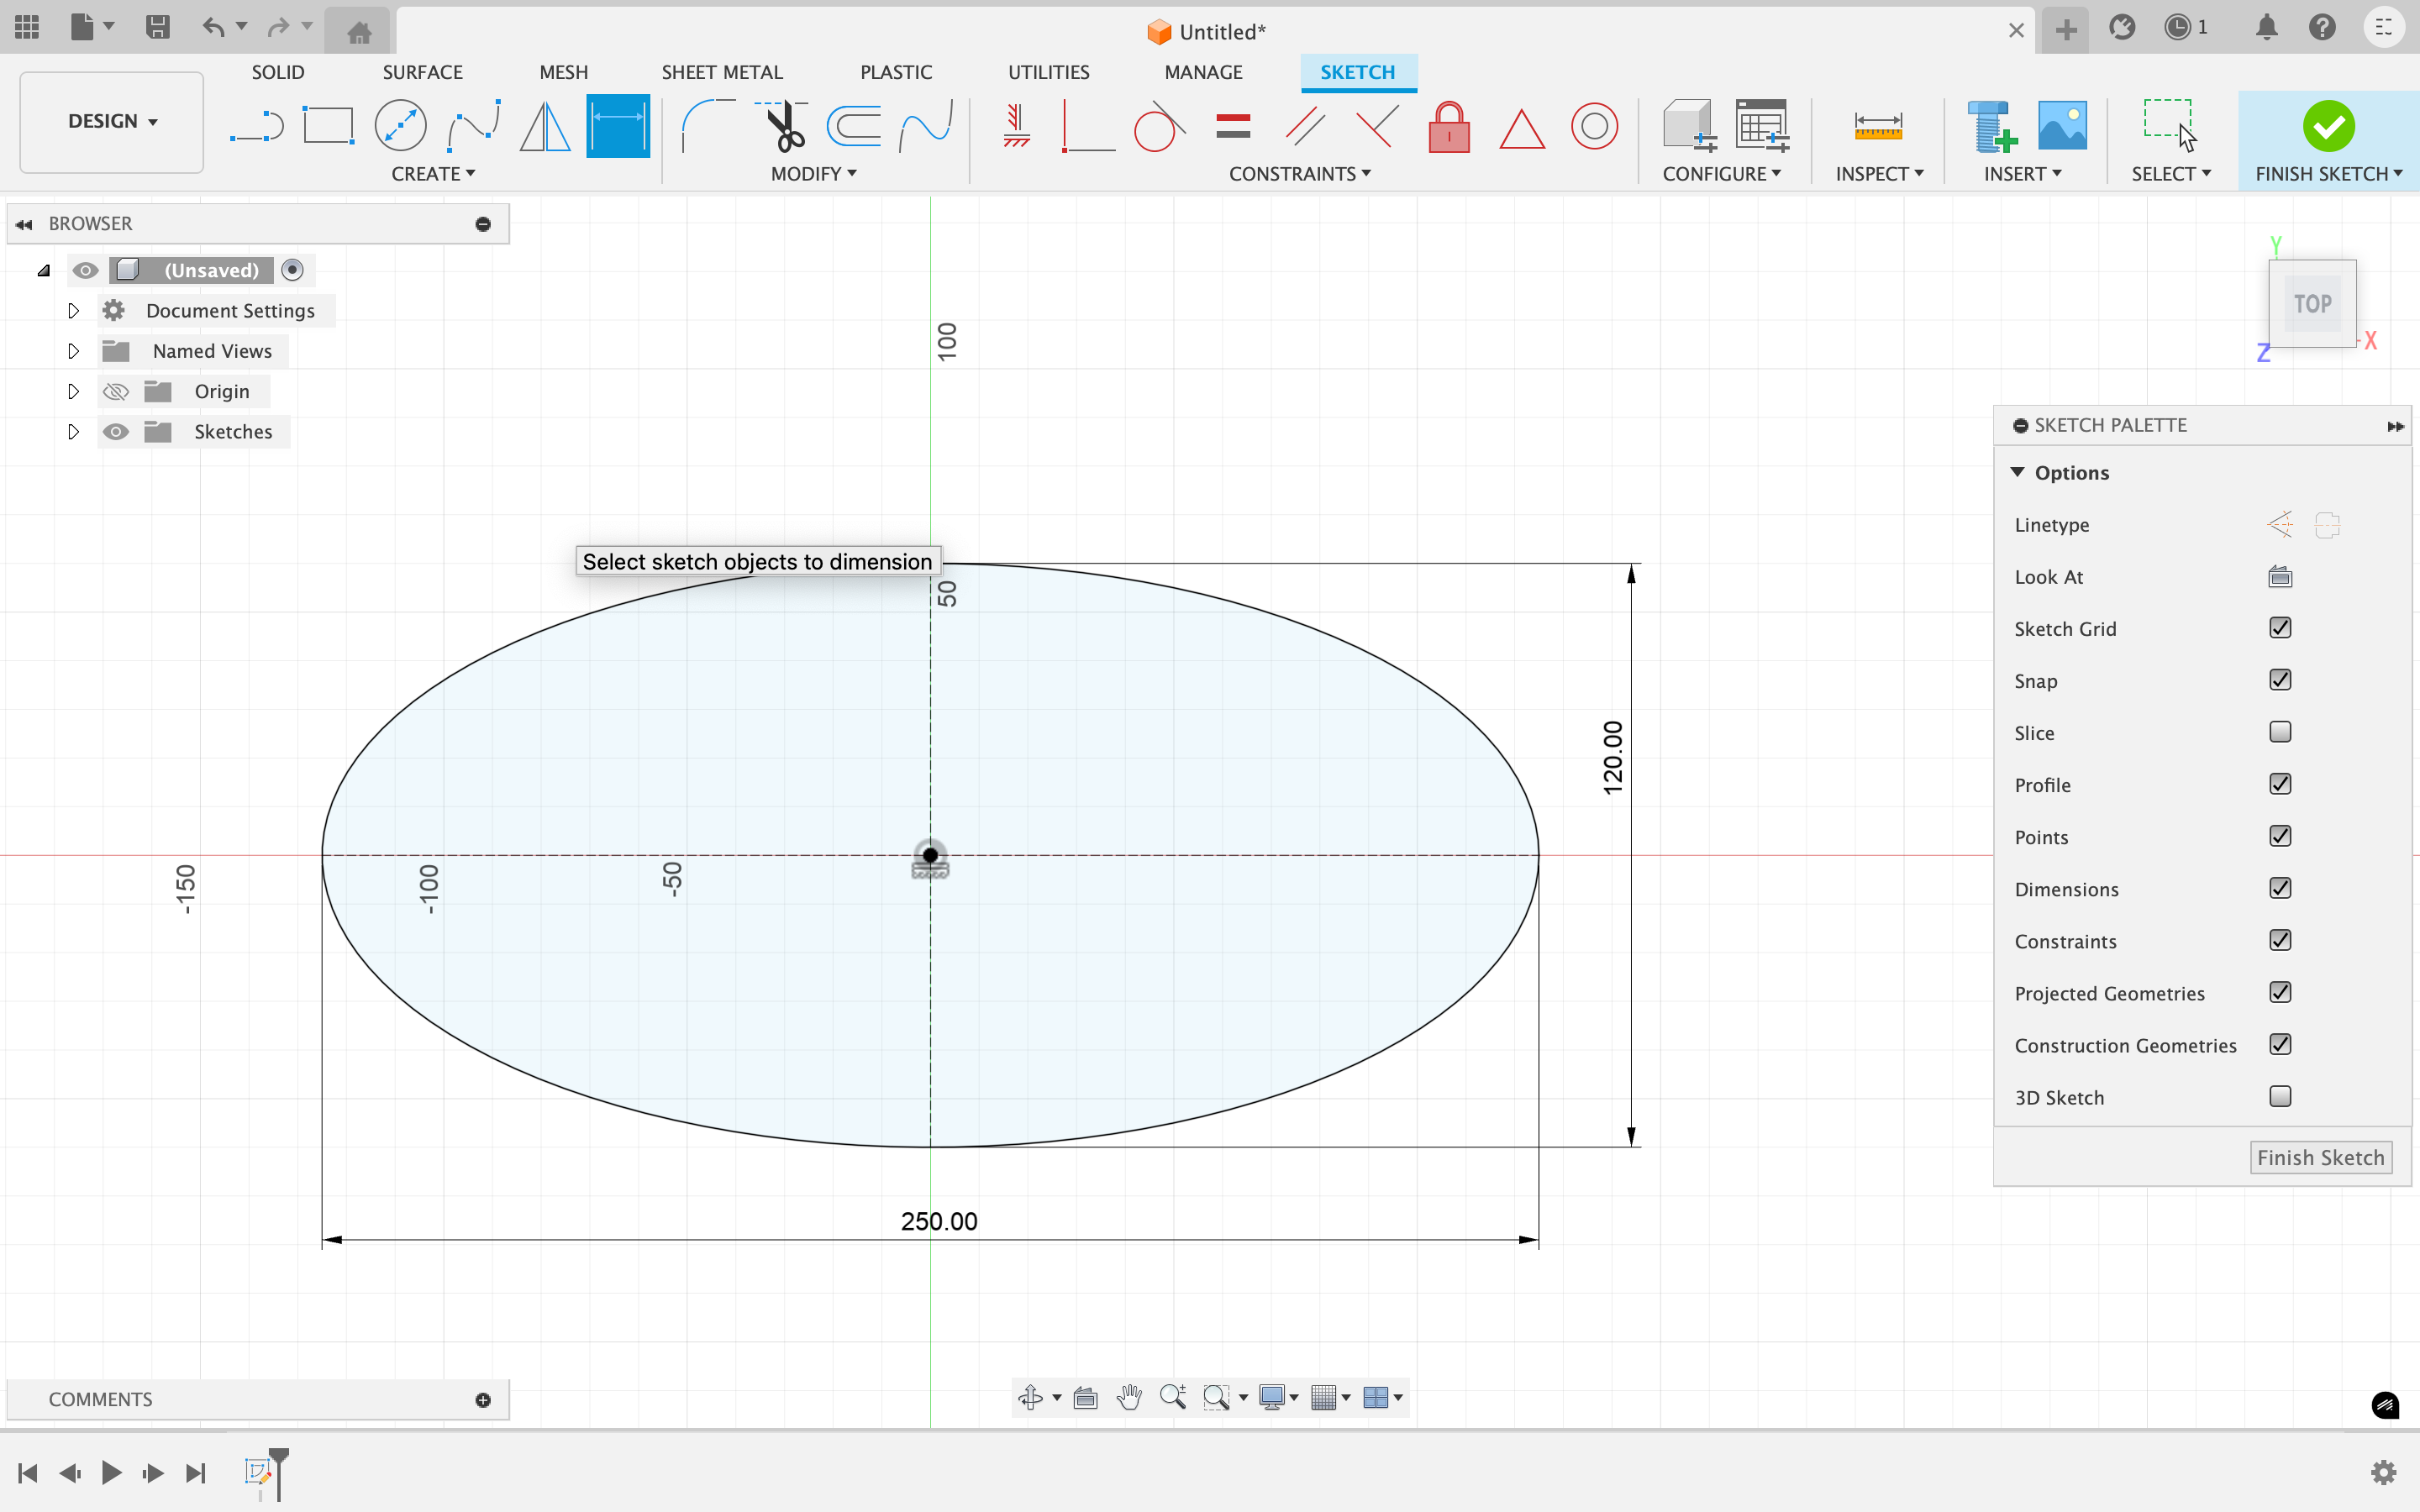 Untitled*
1
SOLID
SURFACE
MESH
SHEET METAL
PLASTIC
UTILITIES
MANAGE
SKETCH
DESIGN
CREATE
MODIFY
CONSTRAINTS
CONFIGURE
INSPECT
INSERT
SELECT
FINISH SKETCH
BROWSER
(Unsaved)
Document Settings
Named Views
Origin
Sketches
Y
TOP
X
Z
100
Select sketch objects to dimension
50
120.00
-150
-100
-50
250.00
SKETCH PALETTE
Options
Linetype
Look At
Sketch Grid
Snap
Slice
Profile
Points
Dimensions
Constraints
Projected Geometries
Construction Geometries
3D Sketch
Finish Sketch
COMMENTS